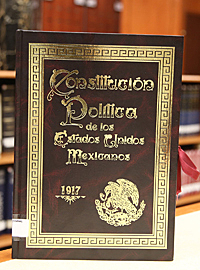 Constitución
Política
de los
Estados Unidos
Mexicanos
1917